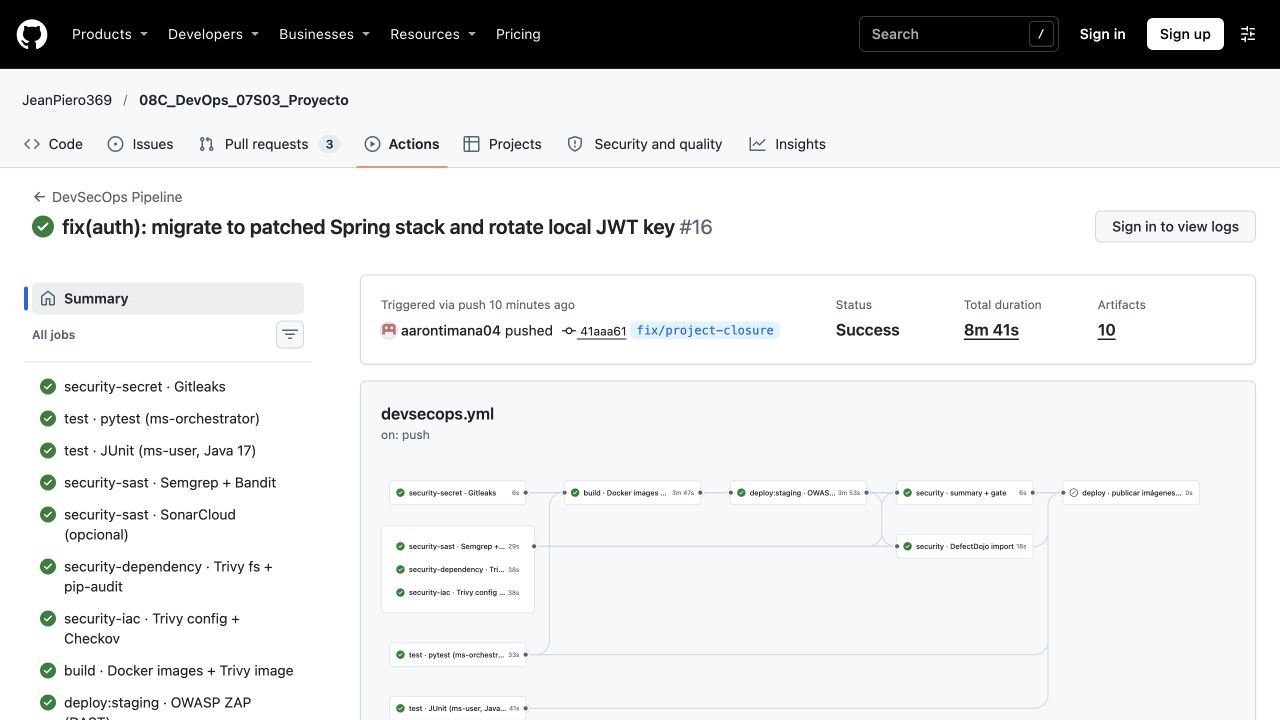 Products
Developers
Businesses
Resources
Pricing
Search
/
Sign in
Sign up
JeanPiero369 / 08C_DevOps_07S03_Proyecto
Code
Issues
Pull requests 3
Actions
Projects
Security and quality
Insights
← DevSecOps Pipeline
fix(auth): migrate to patched Spring stack and rotate local JWT key #16
Sign in to view logs
Summary
All jobs
security-secret · Gitleaks
test · pytest (ms-orchestrator)
test · JUnit (ms-user, Java 17)
security-sast · Semgrep + Bandit
security-sast · SonarCloud
(opcional)
security-dependency · Trivy fs +
pip-audit
security-iac · Trivy config +
Checkov
build · Docker images + Trivy image
deploy:staging · OWASP ZAP
(DAST)
Triggered via push 10 minutes ago
aarontimana04 pushed 41aaa61 fix/project-closure
Status
Success
Total duration
8m 41s
Artifacts
10
devsecops.yml
on: push
security-secret · Gitleaks 6s
build · Docker images ... 3m 47s
deploy:staging · OWAS... 3m 53s
security · summary + gate 6s
deploy · publicar imágenes... 0s
security-sast · Semgrep +... 29s
security · DefectDojo import 18s
security-dependency · Tri... 38s
security-iac · Trivy config ... 38s
test · pytest (ms-orchestr... 33s
test · JUnit (ms-user, Java... 41s